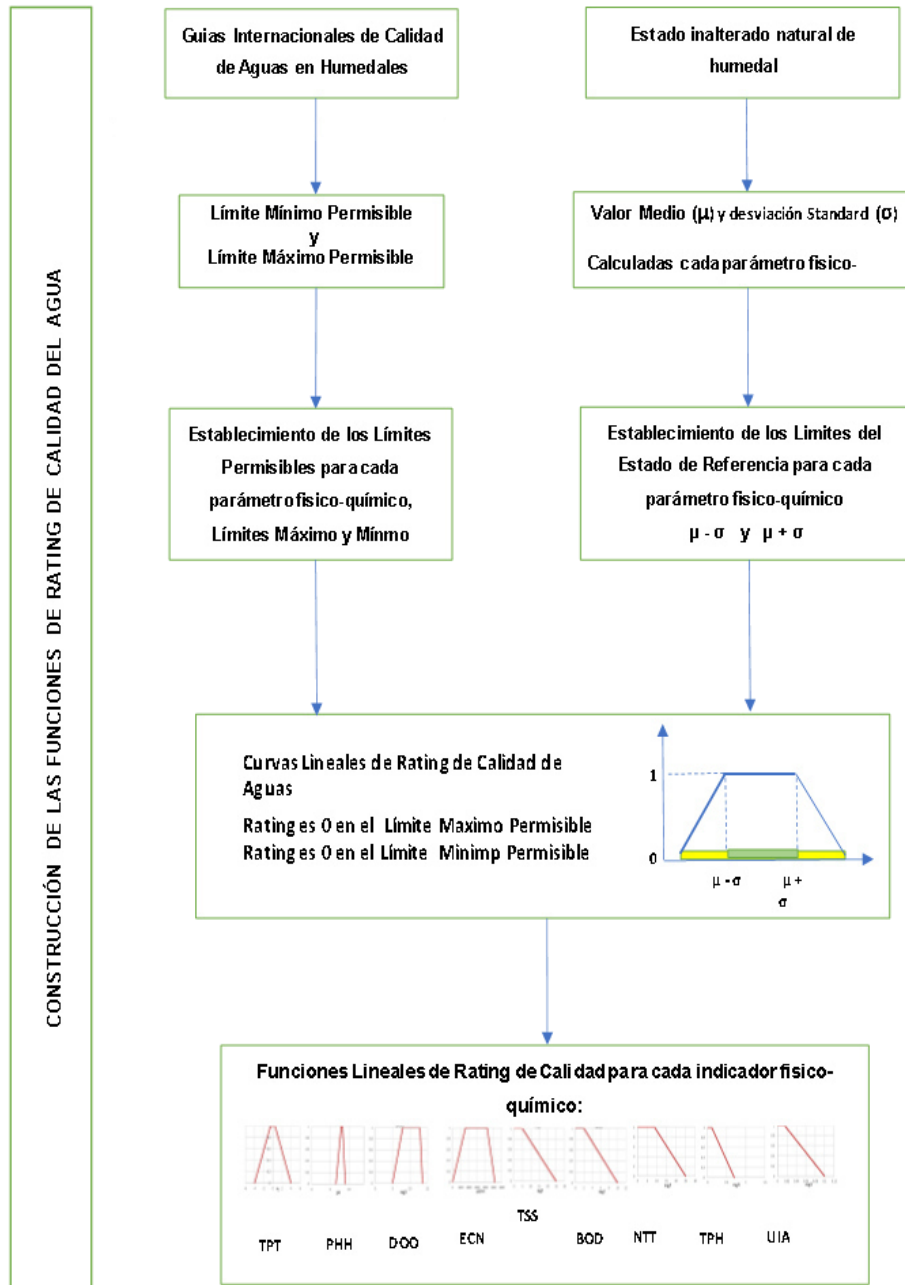 CONSTRUCCIÓN DE LAS FUNCIONES DE RATING DE CALIDAD DEL AGUA
Guias Internacionales de Calidad
de Aguas en Humedales
Estado inalterado natural de
humedal
Límite Mínimo Permisible
y
Límite Máximo Permisible
Valor Medio (μ) y desviación Standard (σ)
Calculadas cada parámetro fisico-
Establecimiento de los Límites
Permisibles para cada
parámetro fisico-químico,
Límites Máximo y Mínmo
Establecimiento de los Limites del
Estado de Referencia para cada
parámetro fisico-químico
μ - σ y μ + σ
Curvas Lineales de Rating de Calidad de
Aguas
Rating es 0 en el Límite Maximo Permisible
Rating es 0 en el Límite Minimp Permisible
1
0
μ - σ
μ +
σ
Funciones Lineales de Rating de Calidad para cada indicador fisico-
químico:
TPT PHH DOO ECN TSS BOD NTT TPH UIA